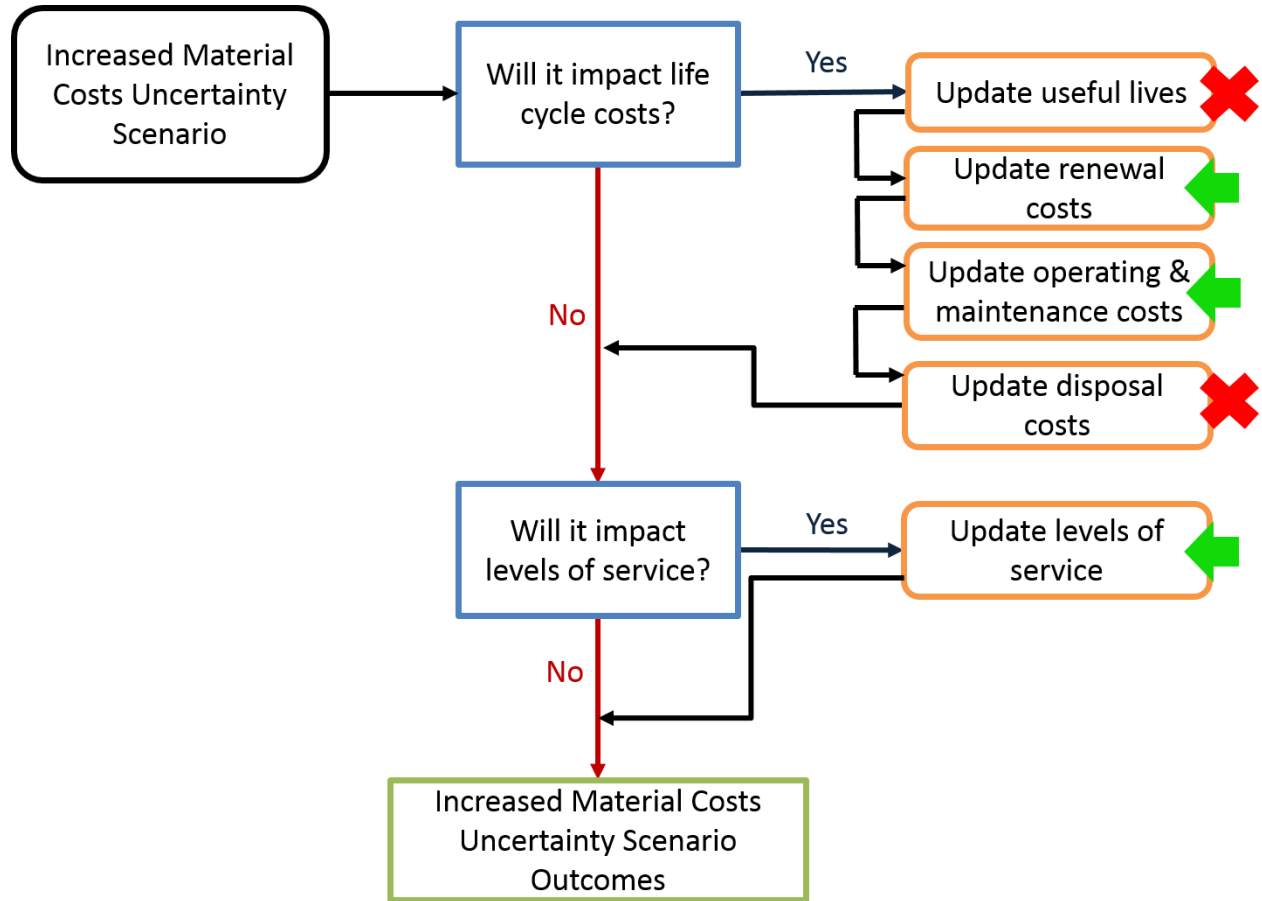 Increased Material
Costs Uncertainty
Scenario
Will it impact life
cycle costs?
Yes
Update useful lives
Update renewal
costs
Update operating &
maintenance costs
No
Update disposal
costs
Will it impact
levels of service?
Yes
Update levels of
service
No
Increased Material Costs
Uncertainty Scenario
Outcomes